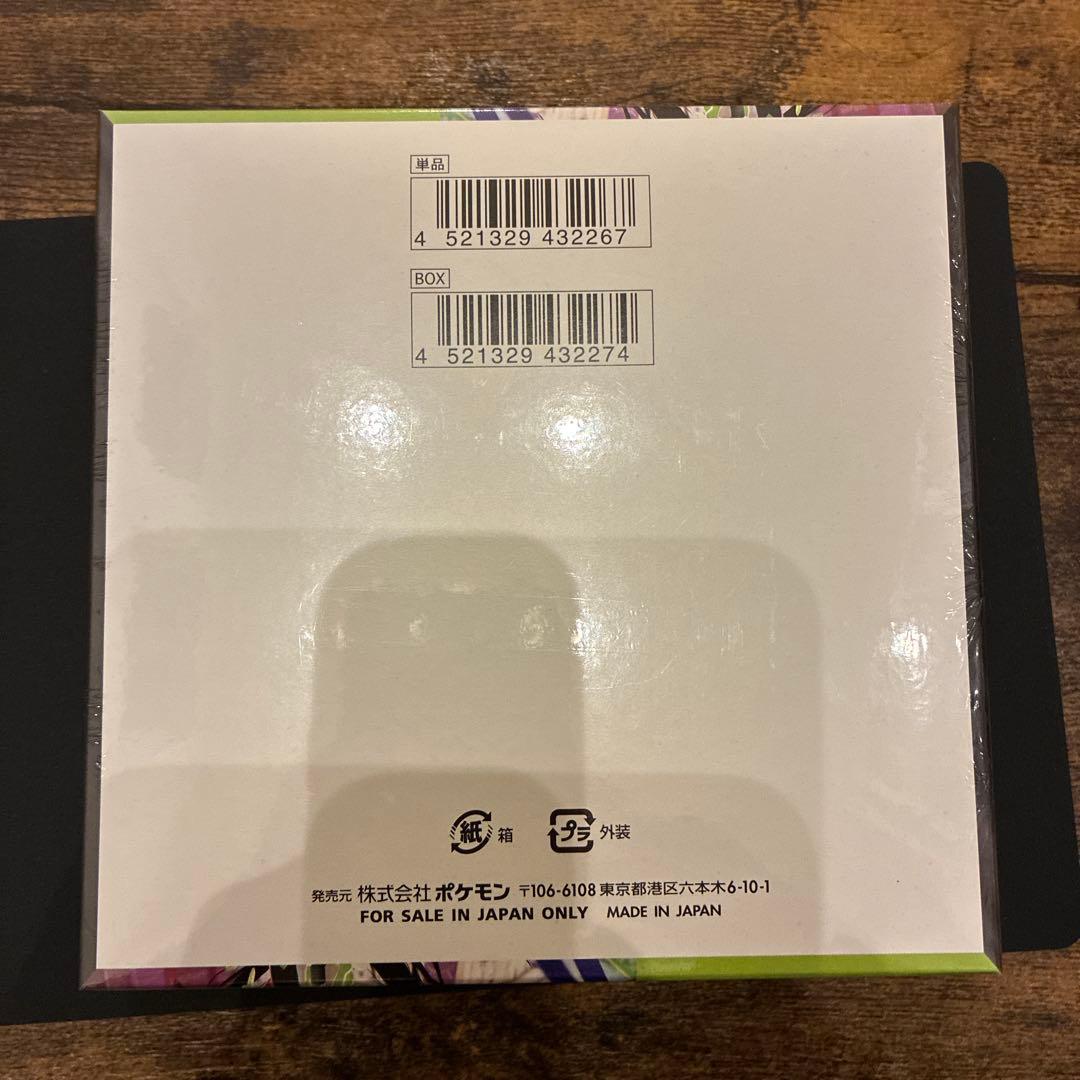 単品
4 521329 432267
BOX
4 521329 432274
紙 箱 プラ 外装
発売元 株式会社ポケモン 〒106-6108 東京都港区六本木6-10-1
FOR SALE IN JAPAN ONLY MADE IN JAPAN